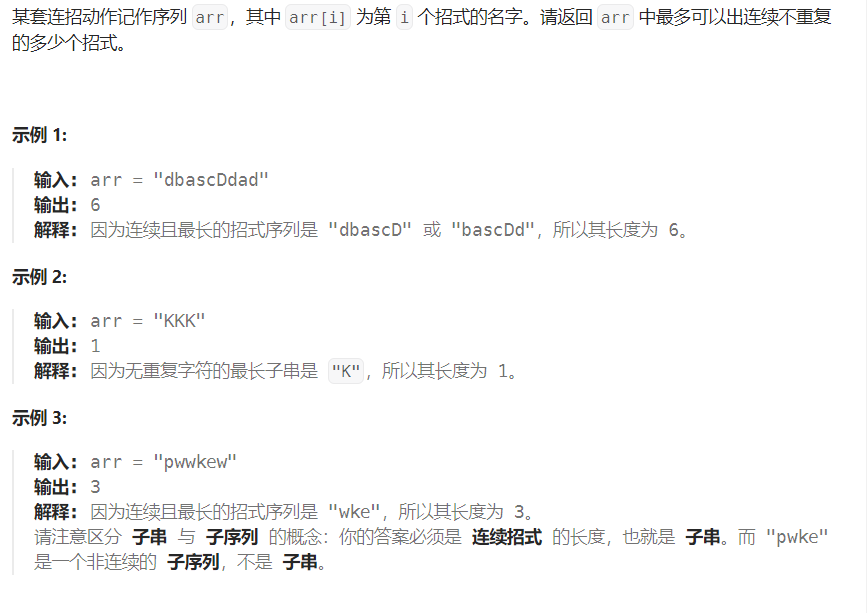 某套连招动作记作序列 arr，其中 arr[i] 为第 i 个招式的名字。请返回 arr 中最多可以出连续不重复
的多少个招式。
示例 1:
输入: arr = "dbascDdad"
输出: 6
解释: 因为连续且最长的招式序列是 "dbascD" 或 "bascDd"，所以其长度为 6。
示例 2:
输入: arr = "KKK"
输出: 1
解释: 因为无重复字符的最长子串是 "K"，所以其长度为 1。
示例 3:
输入: arr = "pwwkew"
输出: 3
解释: 因为连续且最长的招式序列是 "wke"，所以其长度为 3。
请注意区分 子串 与 子序列 的概念：你的答案必须是 连续招式 的长度，也就是 子串。而 "pwke"
是一个非连续的 子序列，不是 子串。